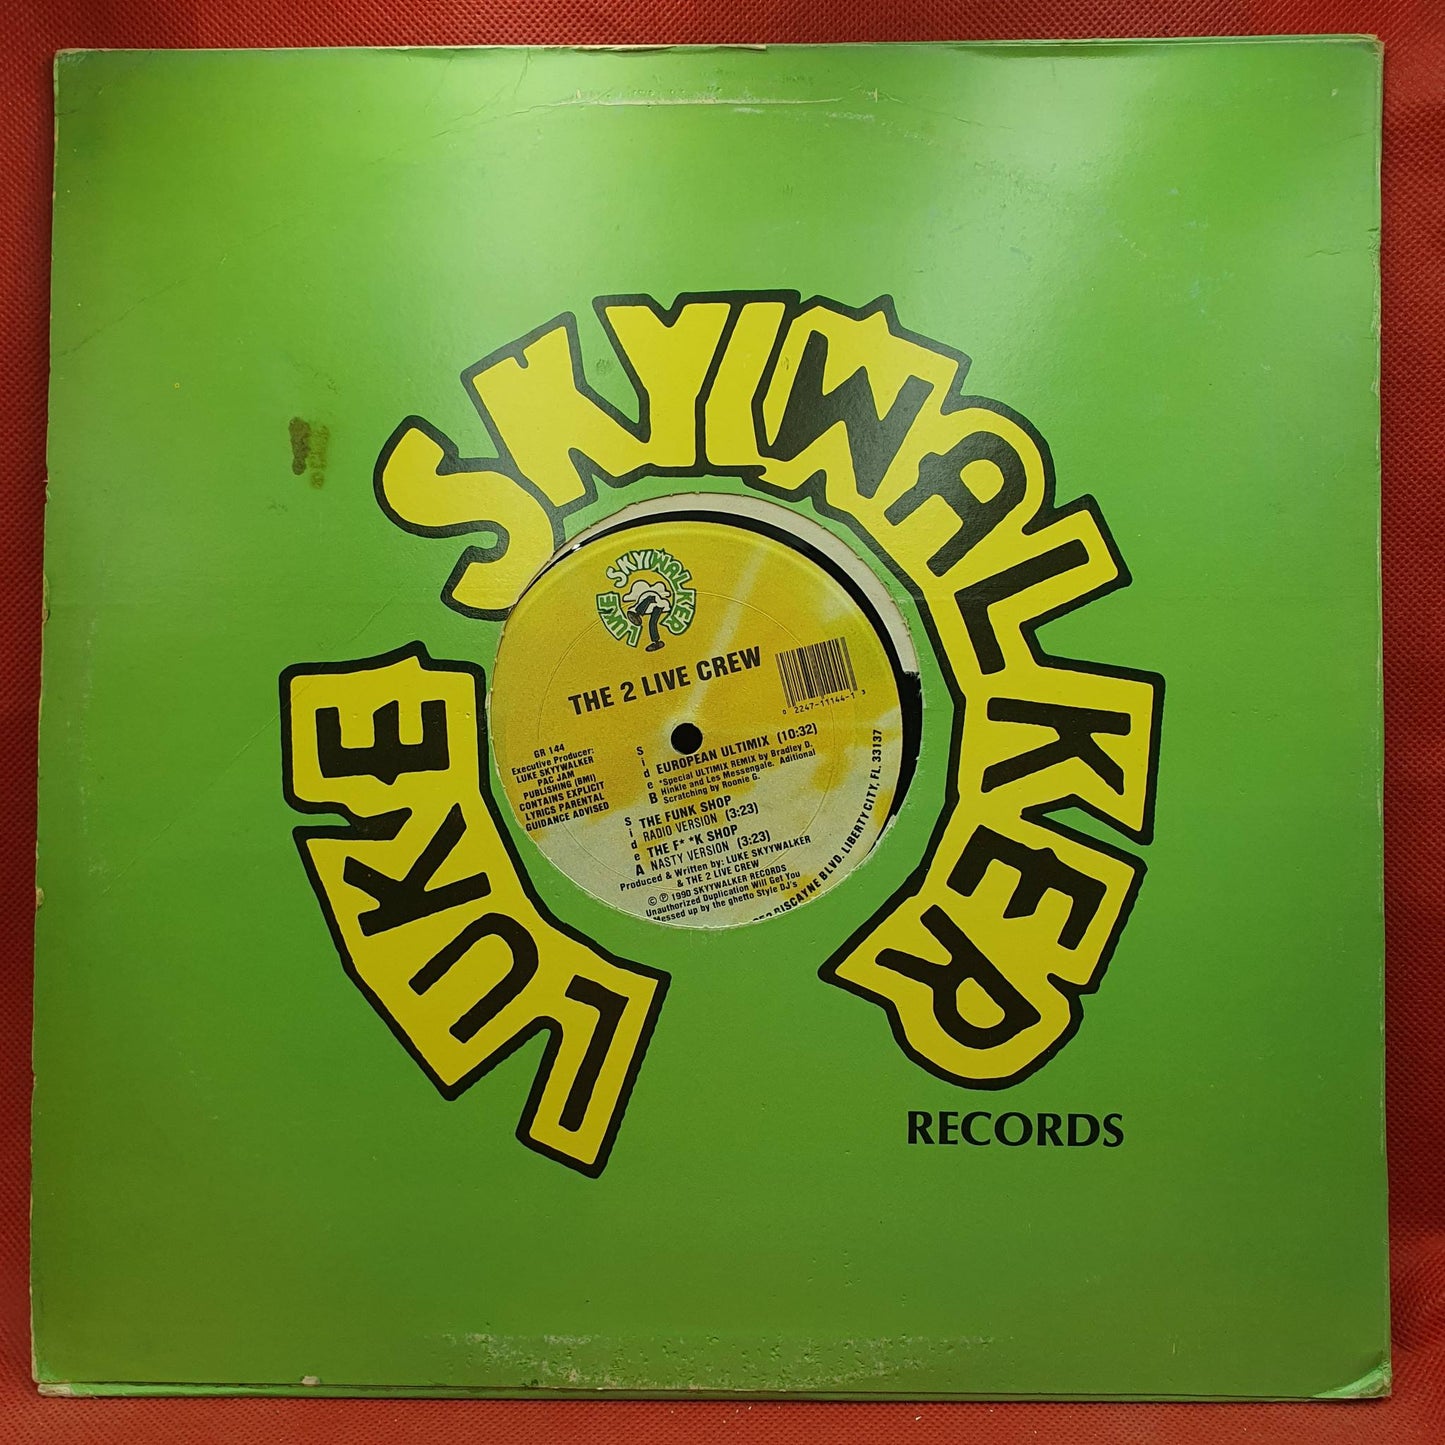 LUKE SKYYWALKER
RECORDS
LUKE SKYYWALKER
THE 2 LIVE CREW
0 2247-11144-1 3
GR 144
Executive Producer:
LUKE SKYYWALKER
PAC JAM
PUBLISHING (BMI)
CONTAINS EXPLICIT
LYRICS PARENTAL
GUIDANCE ADVISED
Side B
EUROPEAN ULTIMIX (10:32)
*Special ULTIMIX REMIX by Bradley D.
Hinkle and Les Messengale. Aditional
Scratching by Roonie G.
Side A
THE FUNK SHOP
RADIO VERSION (3:23)
THE F* *K SHOP
NASTY VERSION (3:23)
Produced & Written by: LUKE SKYYWALKER
& THE 2 LIVE CREW
© ℗ 1990 SKYYWALKER RECORDS
Unauthorized Duplication Will Get You
Messed up by the ghetto Style DJ's
BISCAYNE BLVD. LIBERTY CITY, FL. 33137